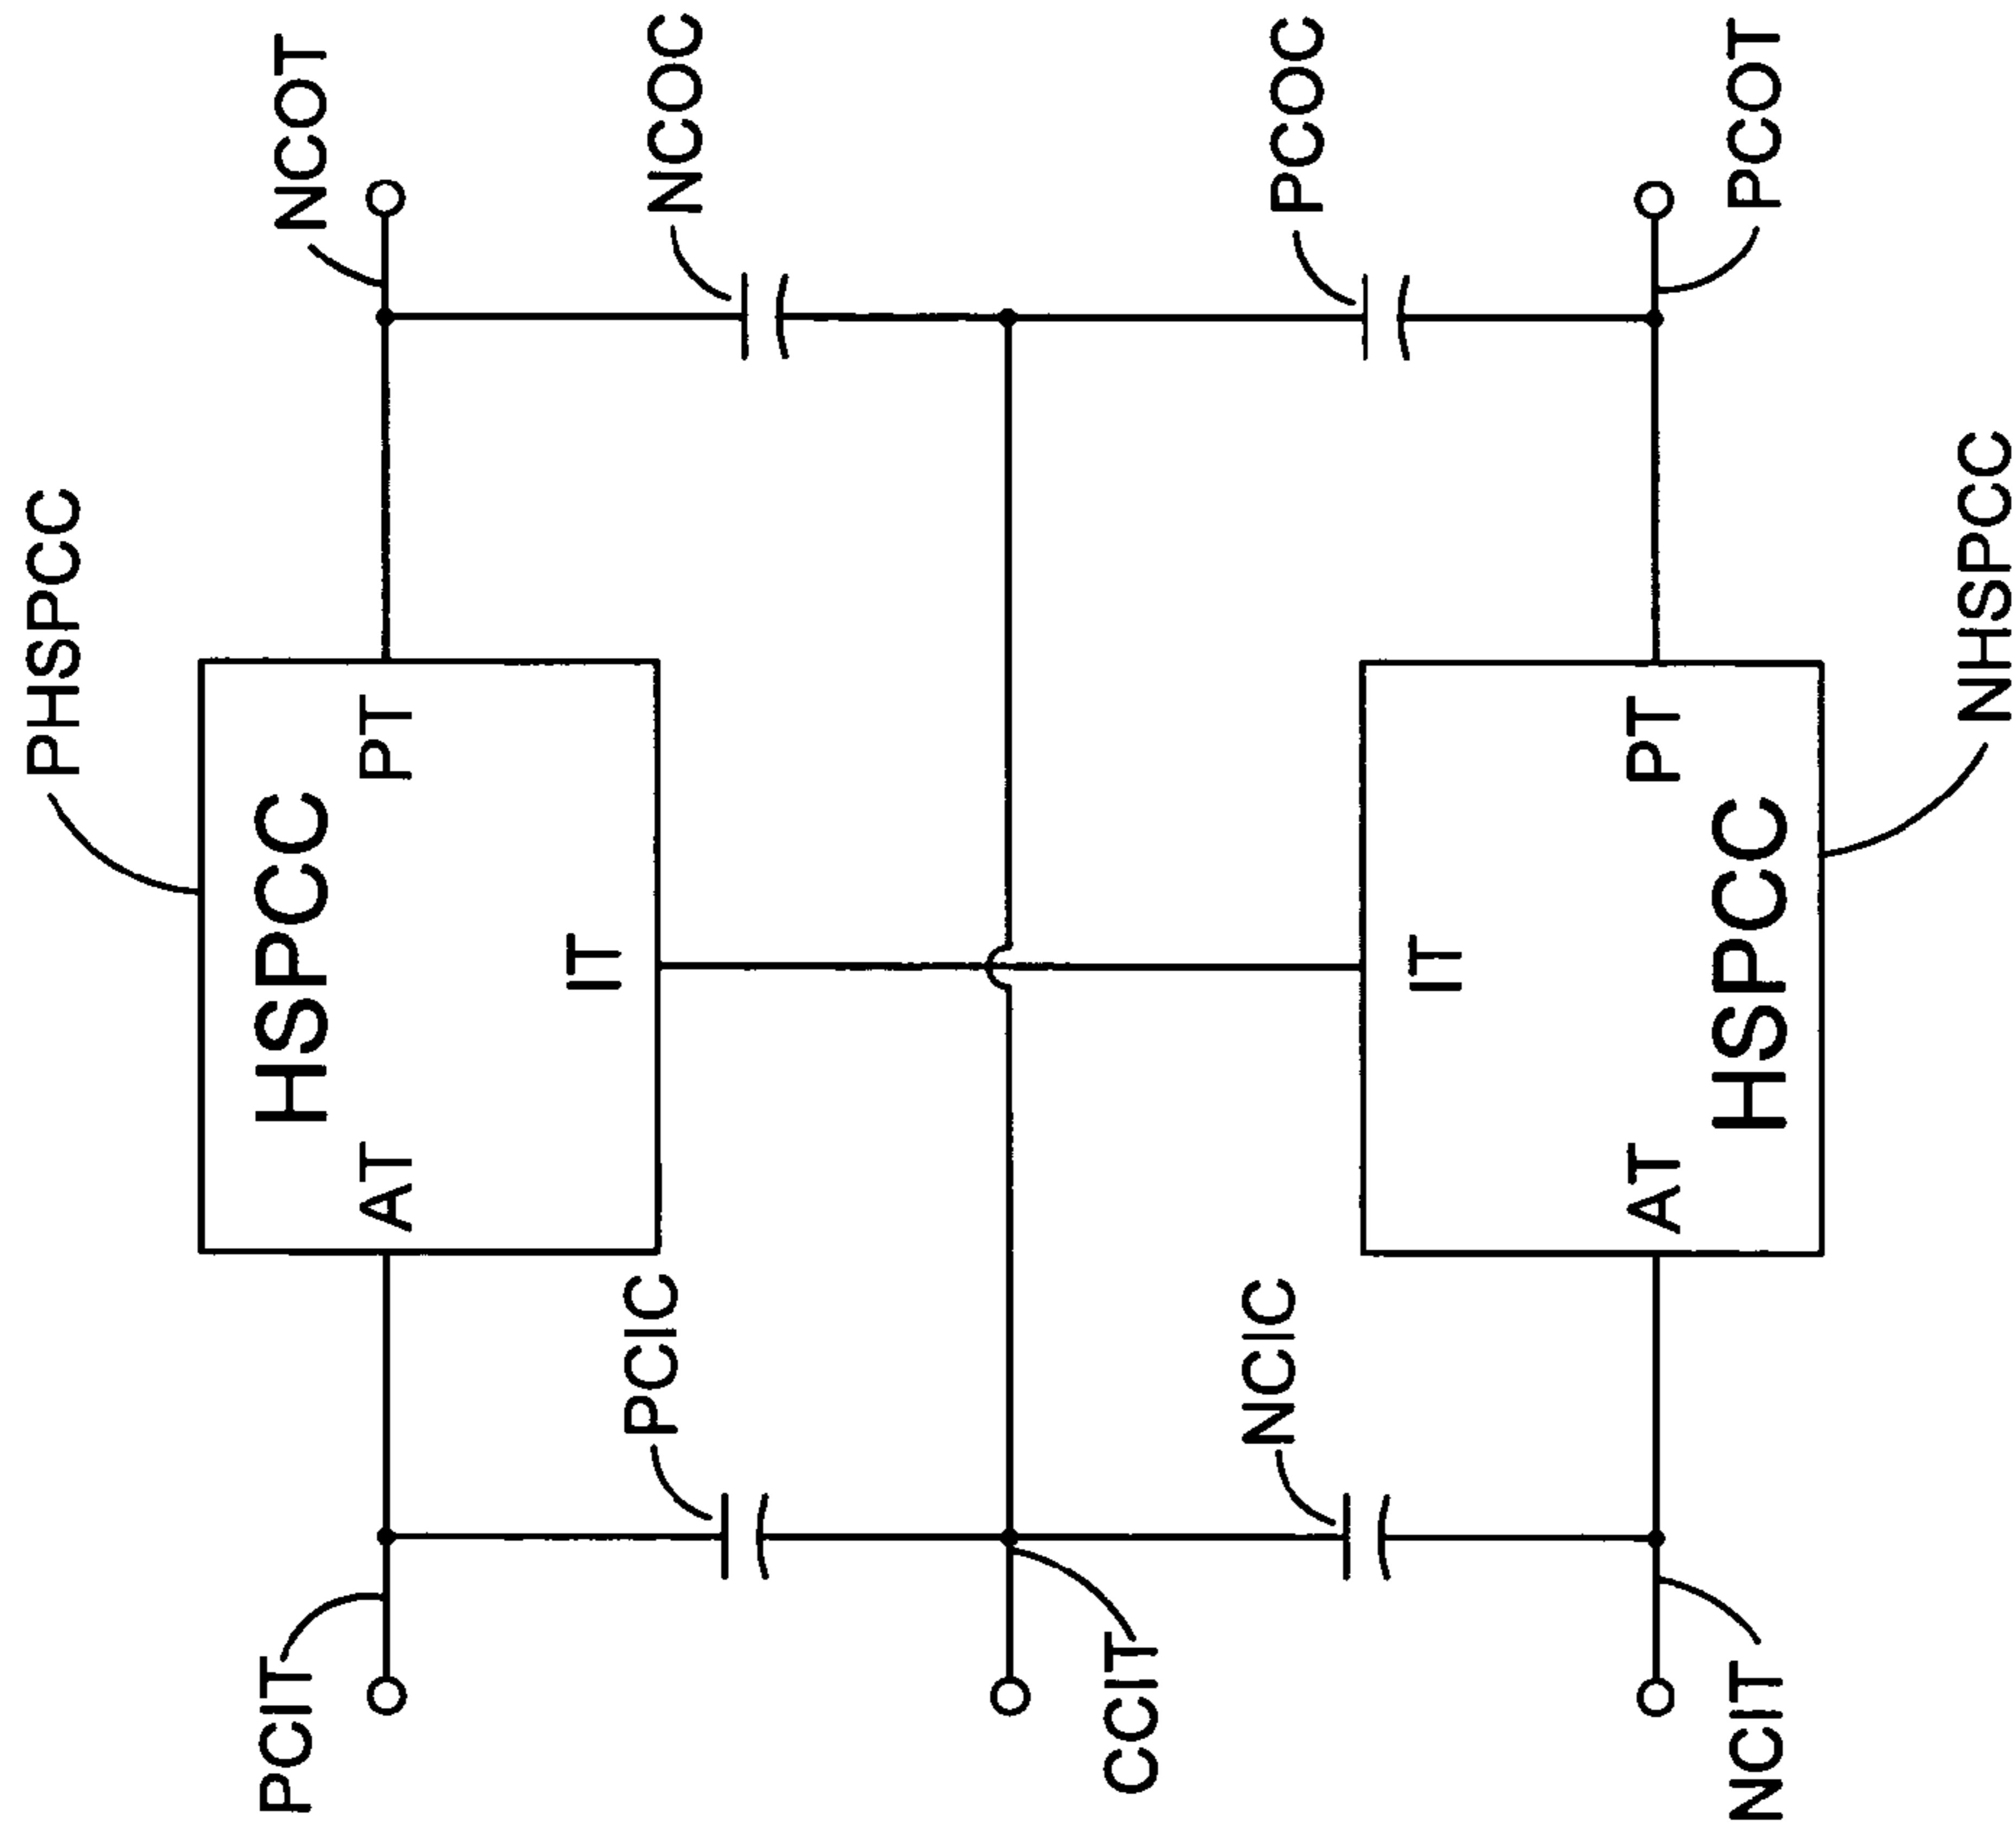 PHSPCC
NCOT
NCOC
HSPCC
PT
AT
IT
PCIT
PCIC
CCIT
PCOC
PCOT
NCIC
IT
AT
PT
HSPCC
NCIT
NHSPCC